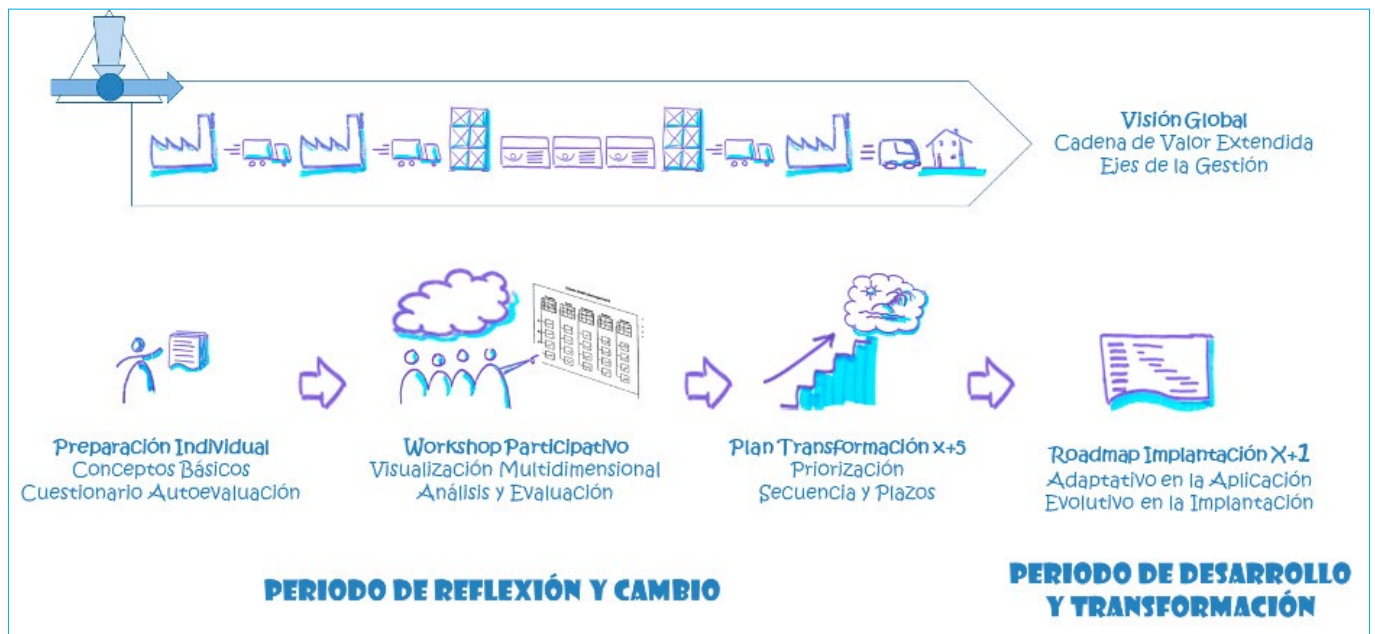 Visión Global
Cadena de Valor Extendida
Ejes de la Gestión
Preparación Individual
Conceptos Básicos
Cuestionario Autoevaluación
Workshop Participativo
Visualización Multidimensional
Análisis y Evaluación
Plan Transformación x+5
Priorización
Secuencia y Plazos
Roadmap Implantación X+1
Adaptativo en la Aplicación
Evolutivo en la Implantación
PERIODO DE REFLEXIÓN Y CAMBIO
PERIODO DE DESARROLLO
Y TRANSFORMACIÓN